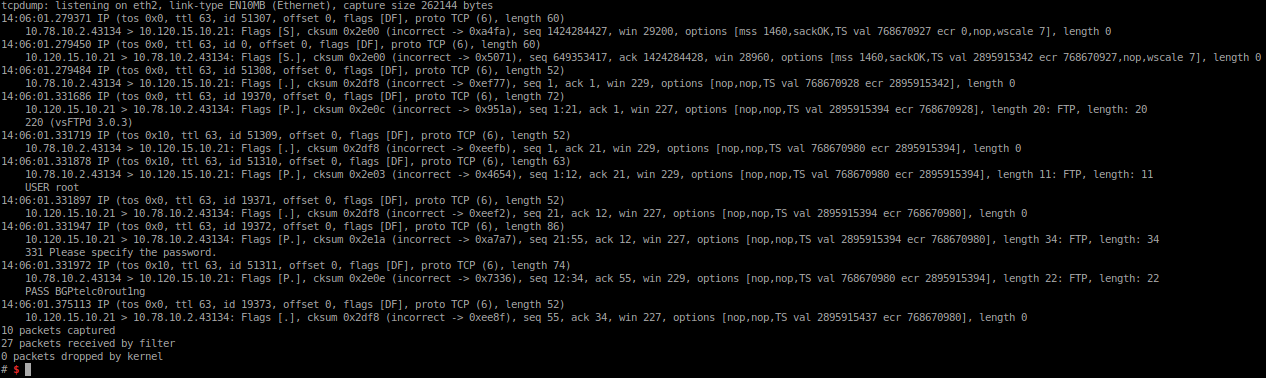 tcpdump: listening on eth2, link-type EN10MB (Ethernet), capture size 262144 bytes
14:06:01.279371 IP (tos 0x0, ttl 63, id 51307, offset 0, flags [DF], proto TCP (6), length 60)
    10.78.10.2.43134 > 10.120.15.10.21: Flags [S], cksum 0x2e00 (incorrect -> 0xa4fa), seq 1424284427, win 29200, options [mss 1460,sackOK,TS val 768670927 ecr 0,nop,wscale 7], length 0
14:06:01.279450 IP (tos 0x0, ttl 63, id 0, offset 0, flags [DF], proto TCP (6), length 60)
    10.120.15.10.21 > 10.78.10.2.43134: Flags [S.], cksum 0x2e00 (incorrect -> 0x5071), seq 649353417, ack 1424284428, win 28960, options [mss 1460,sackOK,TS val 2895915342 ecr 768670927,nop,wscale 7], length 0
14:06:01.279484 IP (tos 0x0, ttl 63, id 51308, offset 0, flags [DF], proto TCP (6), length 52)
    10.78.10.2.43134 > 10.120.15.10.21: Flags [.], cksum 0x2df8 (incorrect -> 0xef77), seq 1, ack 1, win 229, options [nop,nop,TS val 768670928 ecr 2895915342], length 0
14:06:01.331686 IP (tos 0x0, ttl 63, id 19370, offset 0, flags [DF], proto TCP (6), length 72)
    10.120.15.10.21 > 10.78.10.2.43134: Flags [P.], cksum 0x2e0c (incorrect -> 0x951a), seq 1:21, ack 1, win 227, options [nop,nop,TS val 2895915394 ecr 768670928], length 20: FTP, length: 20
    220 (vsFTPd 3.0.3)
14:06:01.331719 IP (tos 0x10, ttl 63, id 51309, offset 0, flags [DF], proto TCP (6), length 52)
    10.78.10.2.43134 > 10.120.15.10.21: Flags [.], cksum 0x2df8 (incorrect -> 0xeefb), seq 1, ack 21, win 229, options [nop,nop,TS val 768670980 ecr 2895915394], length 0
14:06:01.331878 IP (tos 0x10, ttl 63, id 51310, offset 0, flags [DF], proto TCP (6), length 63)
    10.78.10.2.43134 > 10.120.15.10.21: Flags [P.], cksum 0x2e03 (incorrect -> 0x4654), seq 1:12, ack 21, win 229, options [nop,nop,TS val 768670980 ecr 2895915394], length 11: FTP, length: 11
    USER root
14:06:01.331897 IP (tos 0x0, ttl 63, id 19371, offset 0, flags [DF], proto TCP (6), length 52)
    10.120.15.10.21 > 10.78.10.2.43134: Flags [.], cksum 0x2df8 (incorrect -> 0xeef2), seq 21, ack 12, win 227, options [nop,nop,TS val 2895915394 ecr 768670980], length 0
14:06:01.331947 IP (tos 0x0, ttl 63, id 19372, offset 0, flags [DF], proto TCP (6), length 86)
    10.120.15.10.21 > 10.78.10.2.43134: Flags [P.], cksum 0x2e1a (incorrect -> 0xa7a7), seq 21:55, ack 12, win 227, options [nop,nop,TS val 2895915394 ecr 768670980], length 34: FTP, length: 34
    331 Please specify the password.
14:06:01.331972 IP (tos 0x10, ttl 63, id 51311, offset 0, flags [DF], proto TCP (6), length 74)
    10.78.10.2.43134 > 10.120.15.10.21: Flags [P.], cksum 0x2e0e (incorrect -> 0x7336), seq 12:34, ack 55, win 229, options [nop,nop,TS val 768670980 ecr 2895915394], length 22: FTP, length: 22
    PASS BGPtelc0rout1ng
14:06:01.375113 IP (tos 0x0, ttl 63, id 19373, offset 0, flags [DF], proto TCP (6), length 52)
    10.120.15.10.21 > 10.78.10.2.43134: Flags [.], cksum 0x2df8 (incorrect -> 0xee8f), seq 55, ack 34, win 227, options [nop,nop,TS val 2895915437 ecr 768670980], length 0
10 packets captured
27 packets received by filter
0 packets dropped by kernel
# $